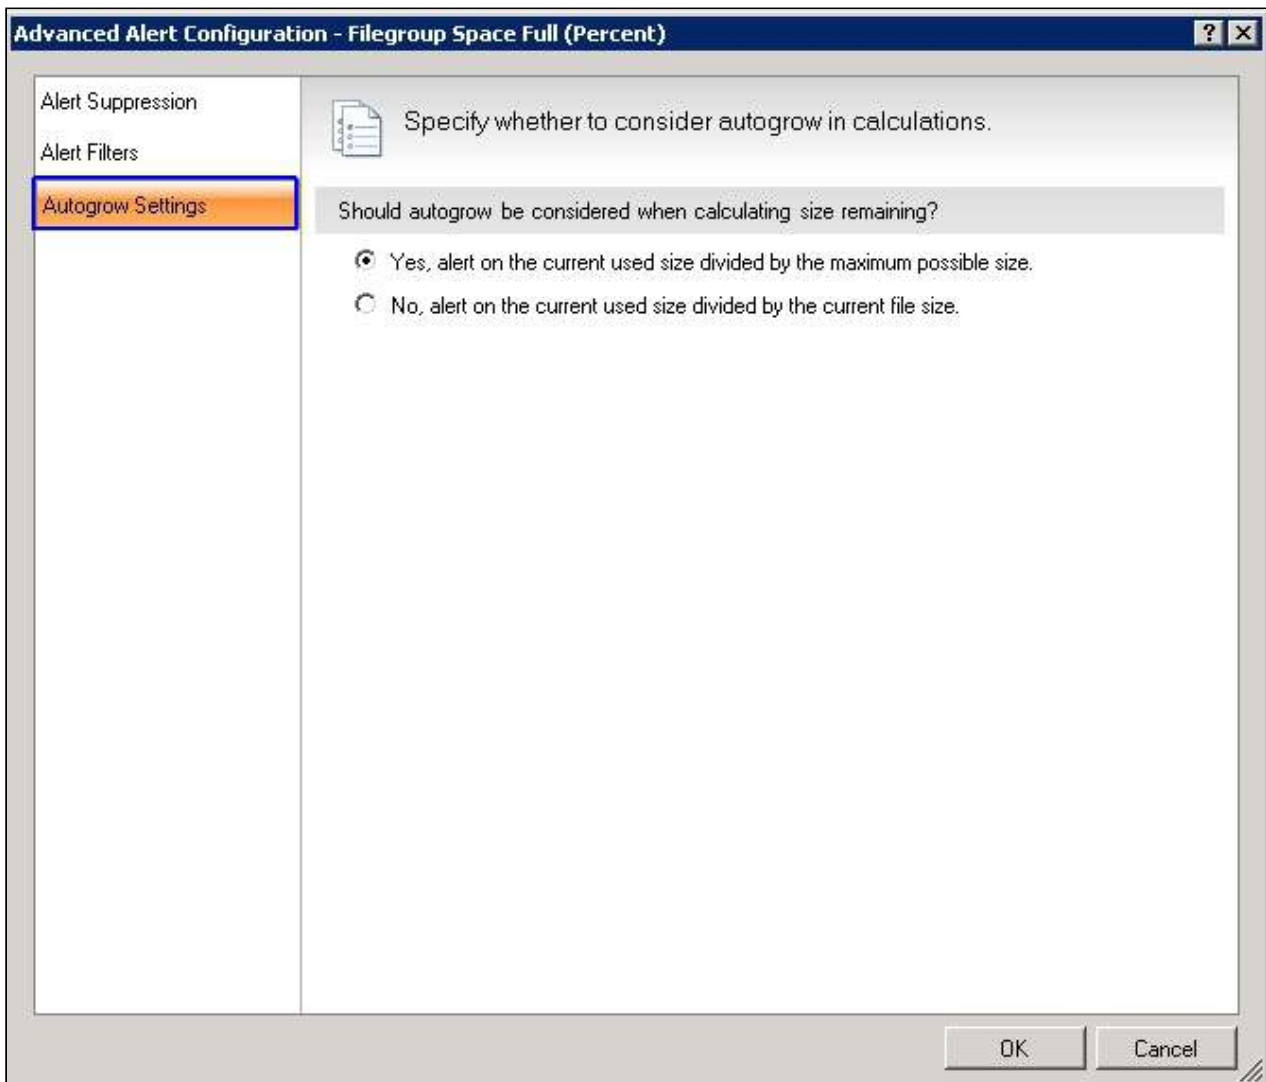 Advanced Alert Configuration - Filegroup Space Full (Percent)
Alert Suppression
Alert Filters
Autogrow Settings
Specify whether to consider autogrow in calculations.
Should autogrow be considered when calculating size remaining?
Yes, alert on the current used size divided by the maximum possible size.
No, alert on the current used size divided by the current file size.
OK
Cancel